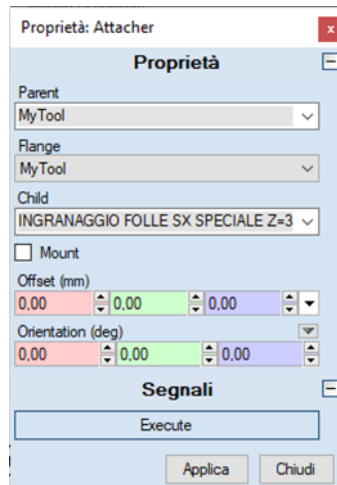 Proprietà: Attacher
x
Proprietà
Parent
MyTool
Flange
MyTool
Child
INGRANAGGIO FOLLE SX SPECIALE Z=3
Mount
Offset (mm)
0,00 0,00 0,00
Orientation (deg)
0,00 0,00 0,00
Segnali
Execute
Applica Chiudi